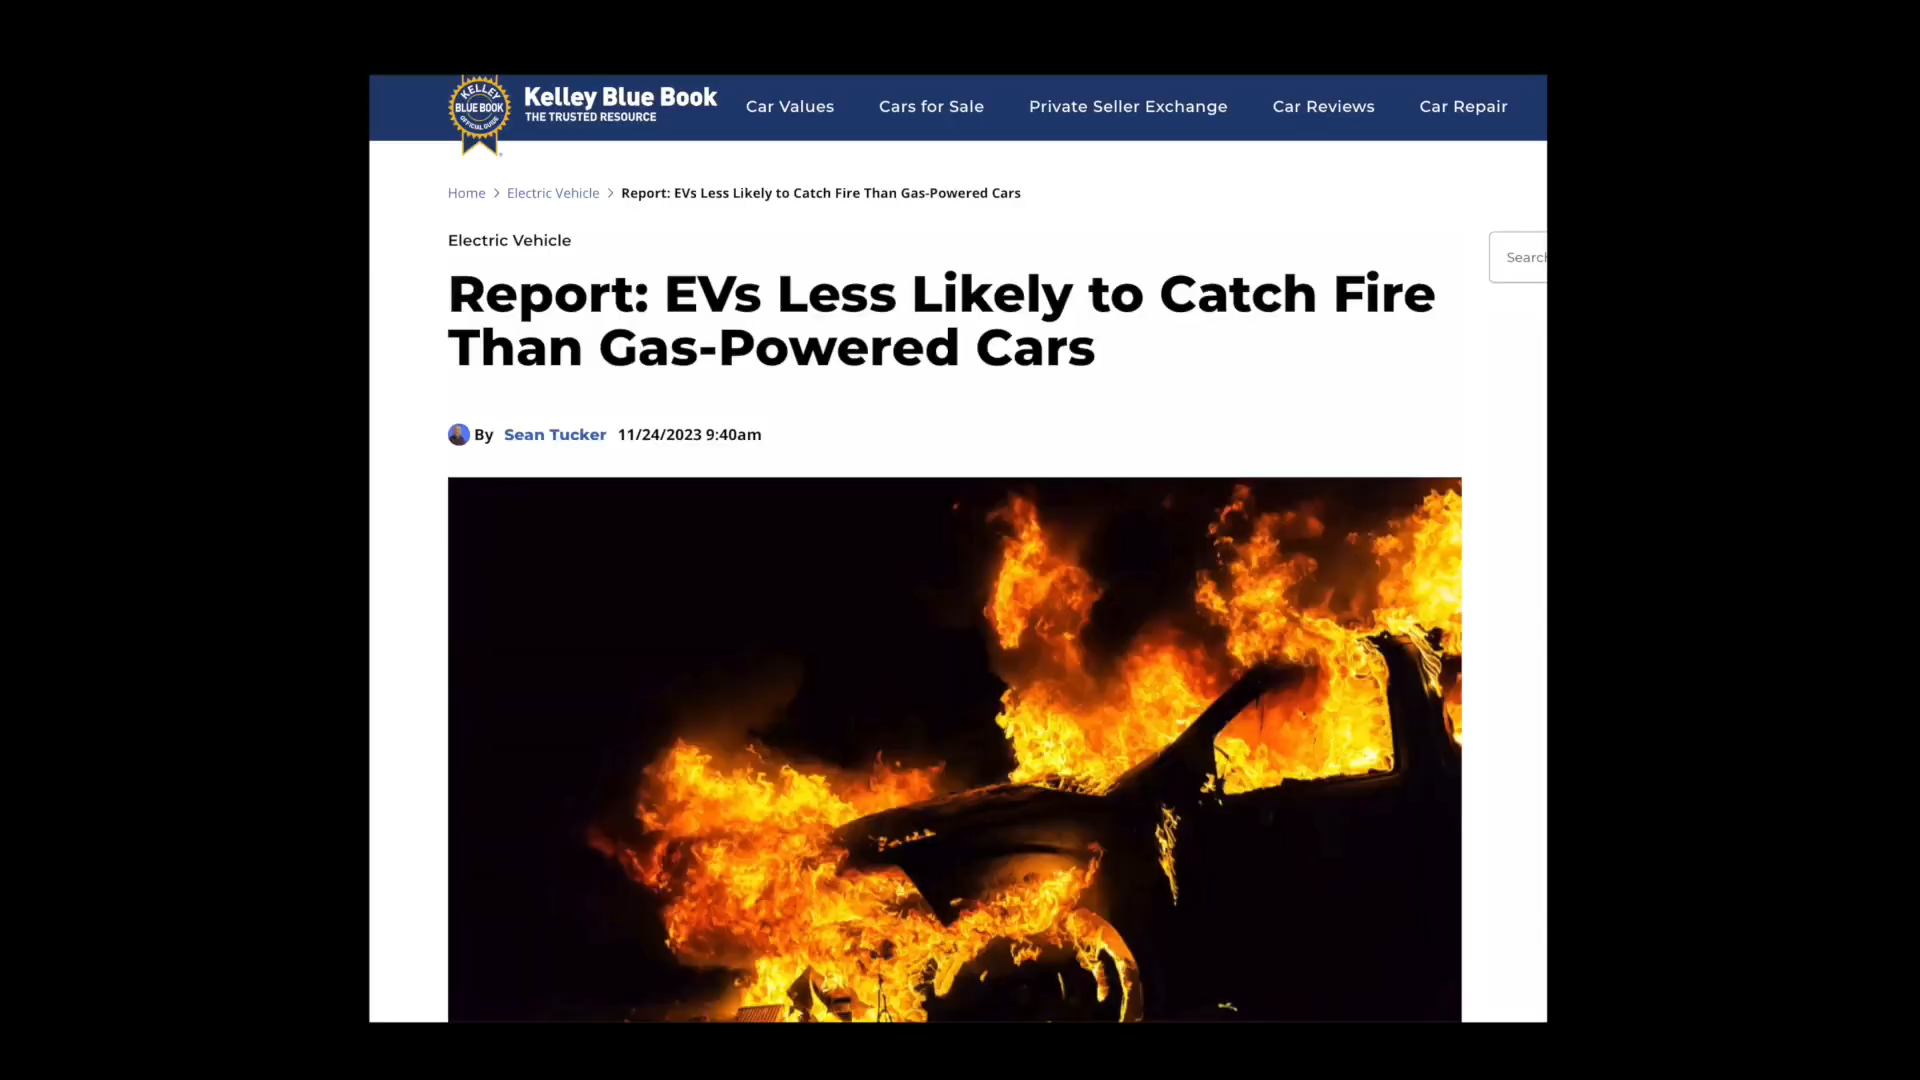 KELLEY
BLUE BOOK
OFFICIAL GUIDE
Kelley Blue Book
THE TRUSTED RESOURCE
Car Values
Cars for Sale
Private Seller Exchange
Car Reviews
Car Repair
Home > Electric Vehicle > Report: EVs Less Likely to Catch Fire Than Gas-Powered Cars
Electric Vehicle
Search
Report: EVs Less Likely to Catch Fire
Than Gas-Powered Cars
By Sean Tucker 11/24/2023 9:40am